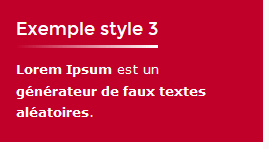 Exemple style 3
Lorem Ipsum est un
générateur de faux textes
aléatoires.